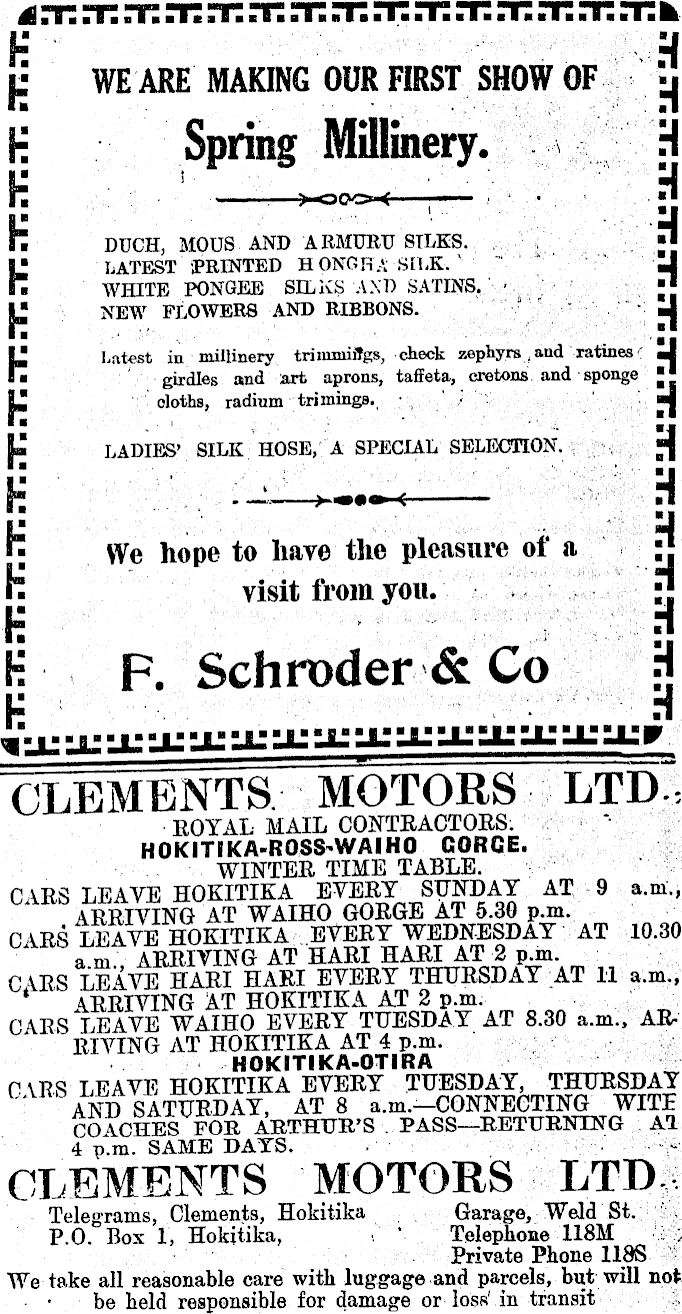 WE ARE MAKING OUR FIRST SHOW OF
Spring Millinery.
DUCH, MOUS AND ARMURU SILKS.
LATEST PRINTED HONGHA SILK.
WHITE PONGEE SILKS AND SATINS.
NEW FLOWERS AND RIBBONS.
Latest in millinery trimmings, check zephyrs and ratines
girdles and art aprons, taffeta, cretons and sponge
cloths, radium trimings.
LADIES' SILK HOSE, A SPECIAL SELECTION.
We hope to have the pleasure of a
visit from you.
F. Schroder & Co
CLEMENTS MOTORS LTD.,
ROYAL MAIL CONTRACTORS.
HOKITIKA-ROSS-WAIHO GORGE.
WINTER TIME TABLE.
CARS LEAVE HOKITIKA EVERY SUNDAY AT 9 a.m.,
ARRIVING AT WAIHO GORGE AT 5.30 p.m.
CARS LEAVE HOKITIKA EVERY WEDNESDAY AT 10.30
a.m., ARRIVING AT HARI HARI AT 2 p.m.
CARS LEAVE HARI HARI EVERY THURSDAY AT 11 a.m.,
ARRIVING AT HOKITIKA AT 2 p.m.
CARS LEAVE WAIHO EVERY TUESDAY AT 8.30 a.m., AR-
RIVING AT HOKITIKA AT 4 p.m.
HOKITIKA-OTIRA
CARS LEAVE HOKITIKA EVERY TUESDAY, THURSDAY
AND SATURDAY, AT 8 a.m.—CONNECTING WITH
COACHES FOR ARTHUR'S PASS—RETURNING AT
4 p.m. SAME DAYS.
CLEMENTS MOTORS LTD.
Telegrams, Clements, Hokitika Garage, Weld St.
P.O. Box 1, Hokitika, Telephone 118M
Private Phone 118S
We take all reasonable care with luggage and parcels, but will not
be held responsible for damage or loss in transit